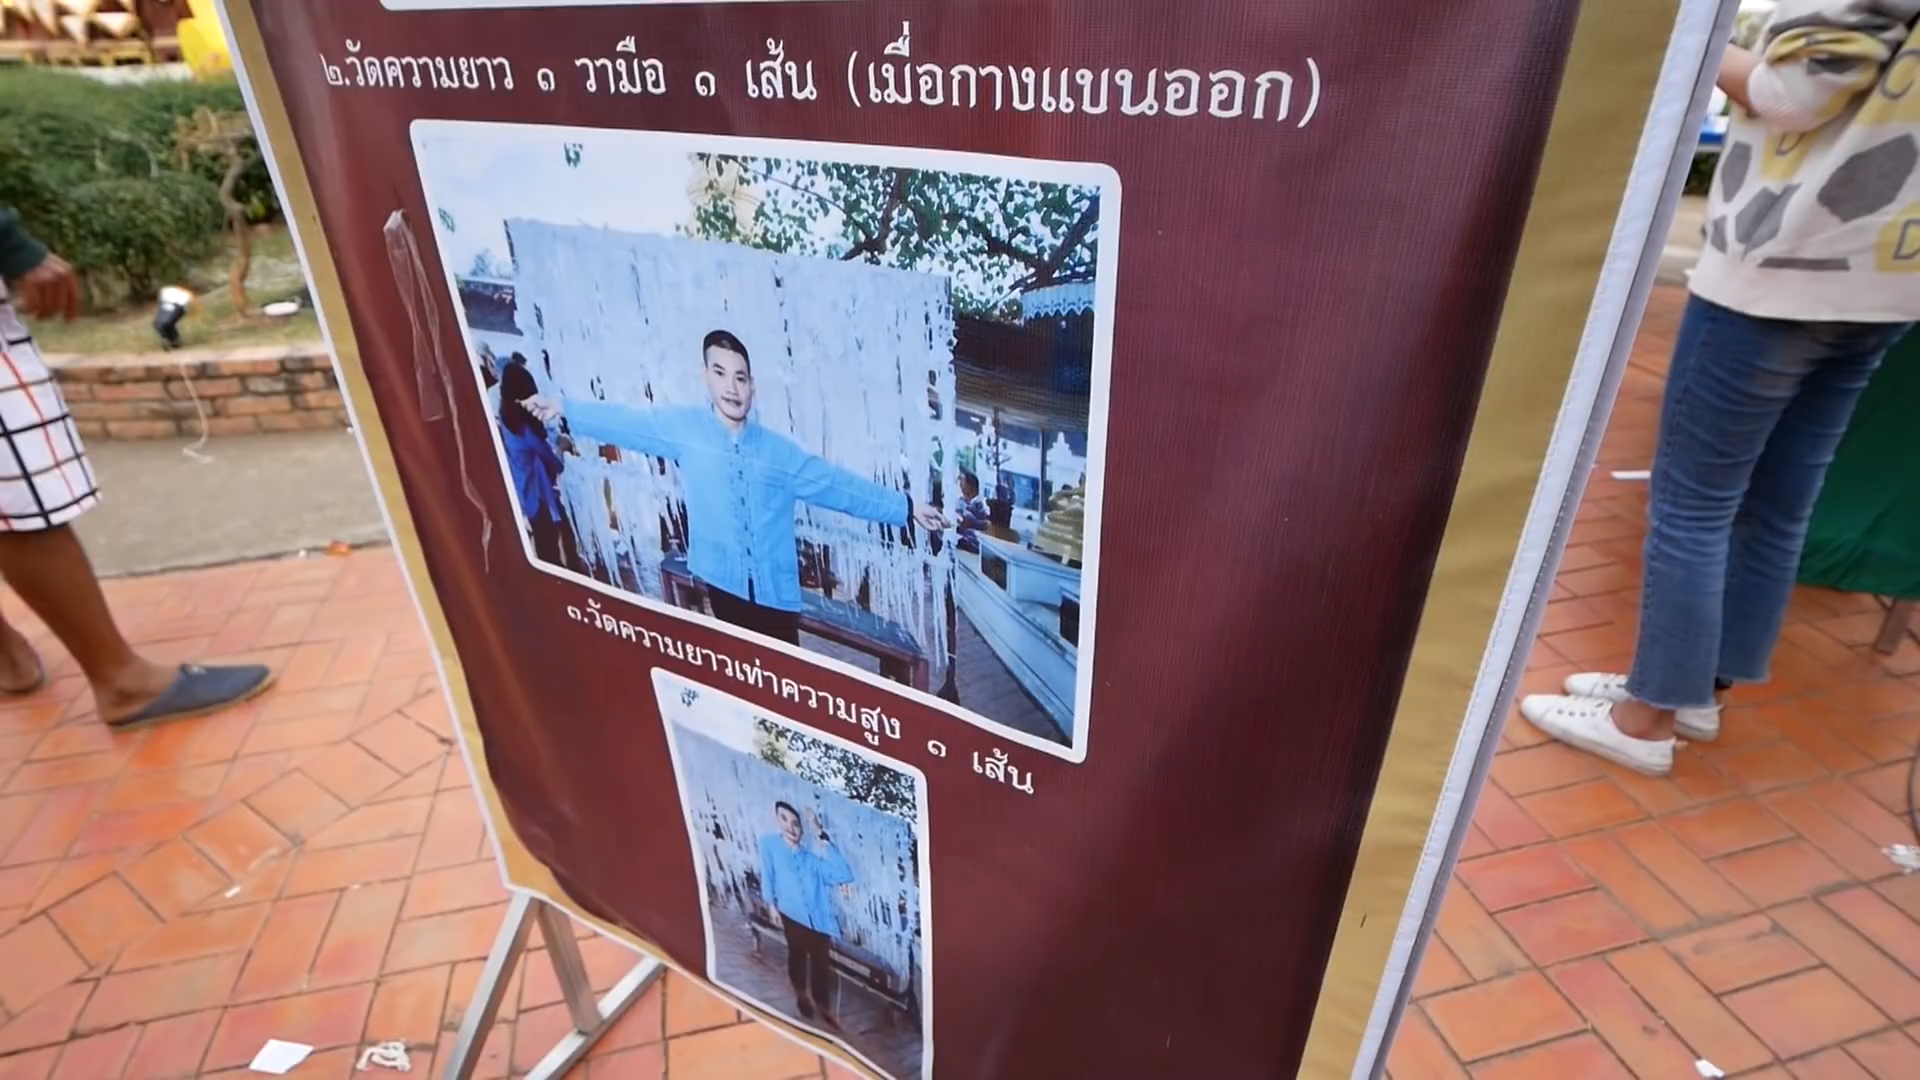 ๒.วัดความยาว ๑ วามือ ๑ เส้น (เมื่อกางแขนออก)
๓.วัดความยาวเท่าความสูง ๑ เส้น
C
D
D